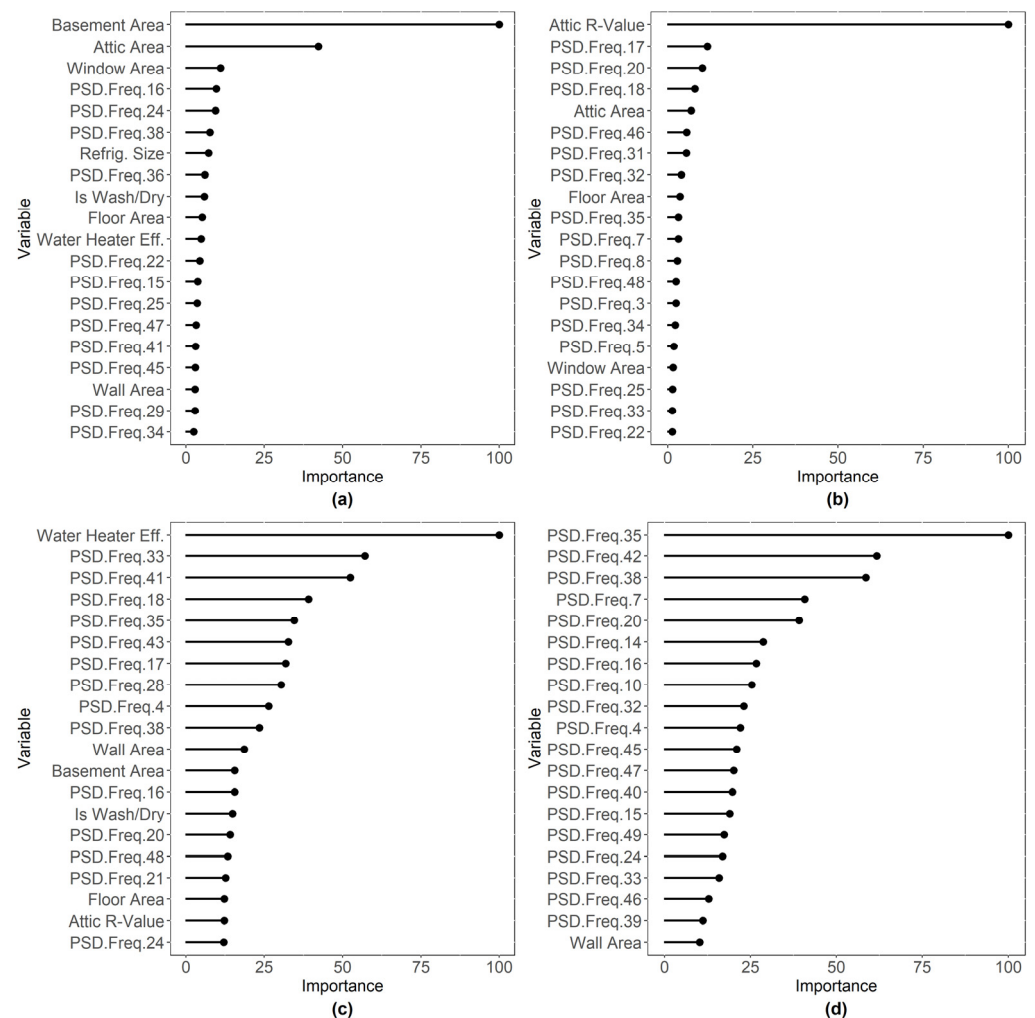 Variable
Basement Area
Attic Area
Window Area
PSD.Freq.16
PSD.Freq.24
PSD.Freq.38
Refrig. Size
PSD.Freq.36
Is Wash/Dry
Floor Area
Water Heater Eff.
PSD.Freq.22
PSD.Freq.15
PSD.Freq.25
PSD.Freq.47
PSD.Freq.41
PSD.Freq.45
Wall Area
PSD.Freq.29
PSD.Freq.34
0 25 50 75 100
Importance
(a)
Variable
Attic R-Value
PSD.Freq.17
PSD.Freq.20
PSD.Freq.18
Attic Area
PSD.Freq.46
PSD.Freq.31
PSD.Freq.32
Floor Area
PSD.Freq.35
PSD.Freq.7
PSD.Freq.8
PSD.Freq.48
PSD.Freq.3
PSD.Freq.34
PSD.Freq.5
Window Area
PSD.Freq.25
PSD.Freq.33
PSD.Freq.22
0 25 50 75 100
Importance
(b)
Variable
Water Heater Eff.
PSD.Freq.33
PSD.Freq.41
PSD.Freq.18
PSD.Freq.35
PSD.Freq.43
PSD.Freq.17
PSD.Freq.28
PSD.Freq.4
PSD.Freq.38
Wall Area
Basement Area
PSD.Freq.16
Is Wash/Dry
PSD.Freq.20
PSD.Freq.48
PSD.Freq.21
Floor Area
Attic R-Value
PSD.Freq.24
0 25 50 75 100
Importance
(c)
Variable
PSD.Freq.35
PSD.Freq.42
PSD.Freq.38
PSD.Freq.7
PSD.Freq.20
PSD.Freq.14
PSD.Freq.16
PSD.Freq.10
PSD.Freq.32
PSD.Freq.4
PSD.Freq.45
PSD.Freq.47
PSD.Freq.40
PSD.Freq.15
PSD.Freq.49
PSD.Freq.24
PSD.Freq.33
PSD.Freq.46
PSD.Freq.39
Wall Area
0 25 50 75 100
Importance
(d)